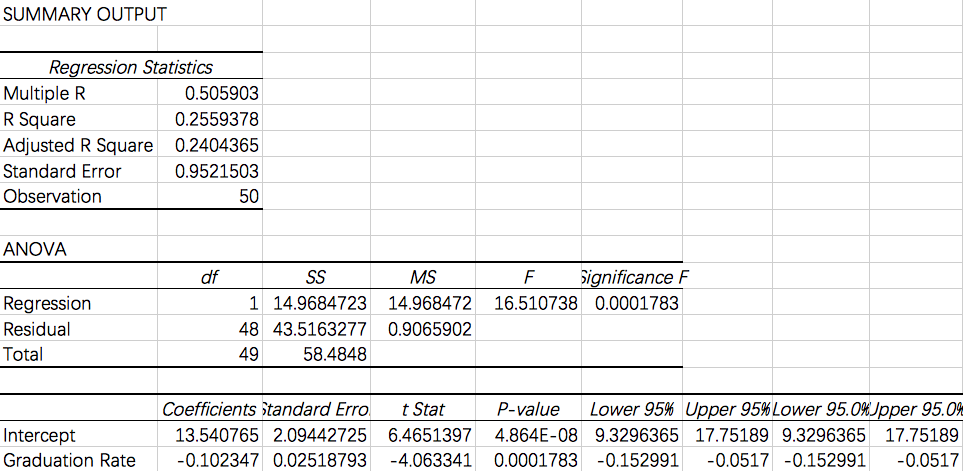 SUMMARY OUTPUT
Regression Statistics
Multiple R 0.505903
R Square 0.2559378
Adjusted R Square 0.2404365
Standard Error 0.9521503
Observation 50
ANOVA
df SS MS F Significance F
Regression 1 14.9684723 14.968472 16.510738 0.0001783
Residual 48 43.5163277 0.9065902
Total 49 58.4848
Coefficients Standard Erro t Stat P-value Lower 95% Upper 95% Lower 95.0% Upper 95.0%
Intercept 13.540765 2.09442725 6.4651397 4.864E-08 9.3296365 17.75189 9.3296365 17.75189
Graduation Rate -0.102347 0.02518793 -4.063341 0.0001783 -0.152991 -0.0517 -0.152991 -0.0517